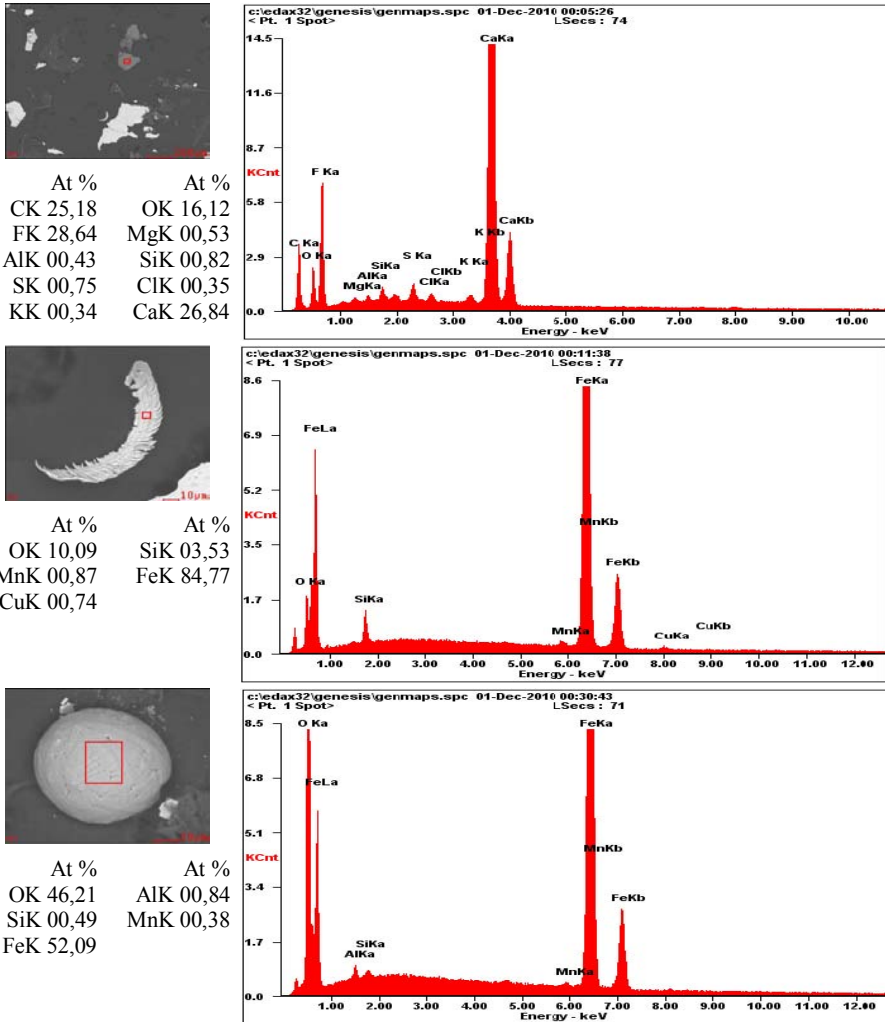 c:\edax32\genesis\genmaps.spc 01-Dec-2010 00:05:26
< Pt. 1 Spot> LSecs : 74
14.5
11.6
8.7
5.8
2.9
0.0
KCnt
C Ka
O Ka
F Ka
MgKa
AlKa
SiKa
S Ka
ClKa
ClKb
K Ka
K Kb
CaKa
CaKb
1.00 2.00 3.00 4.00 5.00 6.00 7.00 8.00 9.00 10.00
Energy - keV
At % At %
CK 25,18 OK 16,12
FK 28,64 MgK 00,53
AlK 00,43 SiK 00,82
SK 00,75 ClK 00,35
KK 00,34 CaK 26,84
c:\edax32\genesis\genmaps.spc 01-Dec-2010 00:11:38
< Pt. 1 Spot> LSecs : 77
8.6
6.9
5.2
3.5
1.7
0.0
KCnt
O Ka
FeLa
SiKa
MnKa
FeKa
MnKb
FeKb
CuKa
CuKb
1.00 2.00 3.00 4.00 5.00 6.00 7.00 8.00 9.00 10.00 11.00 12.00
Energy - keV
10µm
At % At %
OK 10,09 SiK 03,53
MnK 00,87 FeK 84,77
CuK 00,74
c:\edax32\genesis\genmaps.spc 01-Dec-2010 00:30:43
< Pt. 1 Spot> LSecs : 71
8.5
6.8
5.1
3.4
1.7
0.0
KCnt
O Ka
FeLa
AlKa
SiKa
MnKa
FeKa
MnKb
FeKb
1.00 2.00 3.00 4.00 5.00 6.00 7.00 8.00 9.00 10.00 11.00 12.00
Energy - keV
At % At %
OK 46,21 AlK 00,84
SiK 00,49 MnK 00,38
FeK 52,09